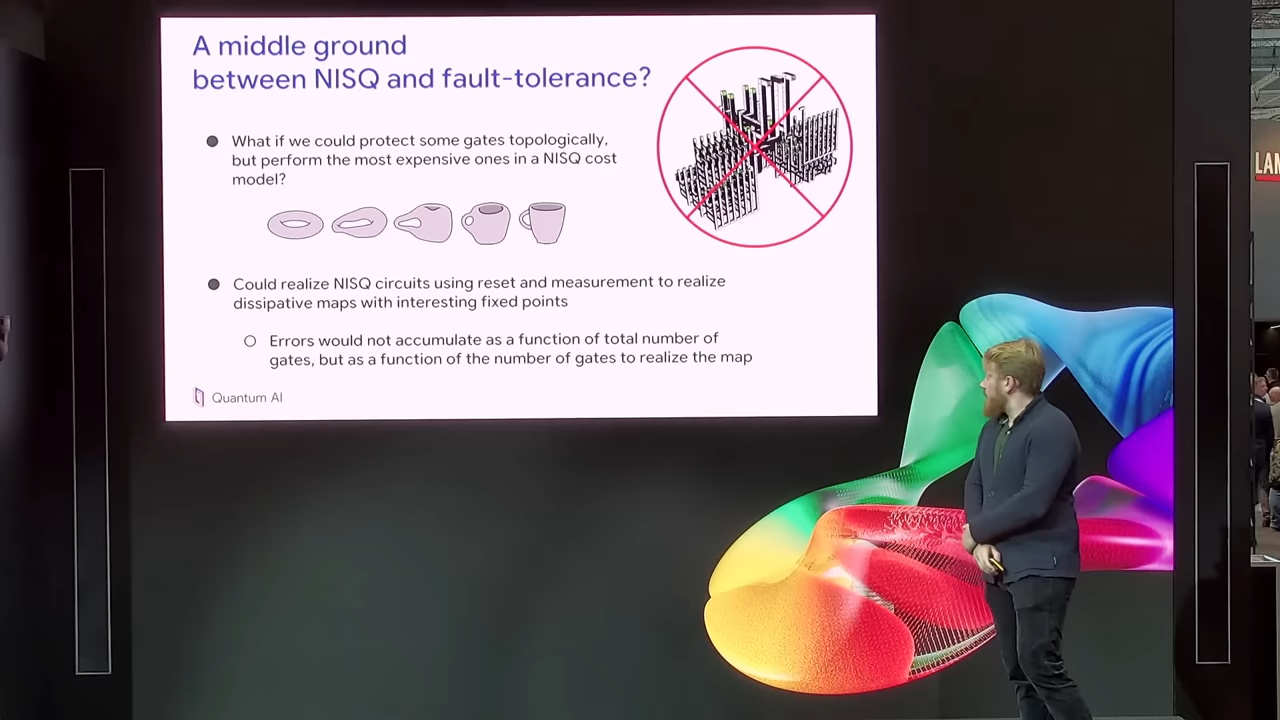 A middle ground
between NISQ and fault-tolerance?
What if we could protect some gates topologically,
but perform the most expensive ones in a NISQ cost
model?
Could realize NISQ circuits using reset and measurement to realize
dissipative maps with interesting fixed points
Errors would not accumulate as a function of total number of
gates, but as a function of the number of gates to realize the map
Quantum AI